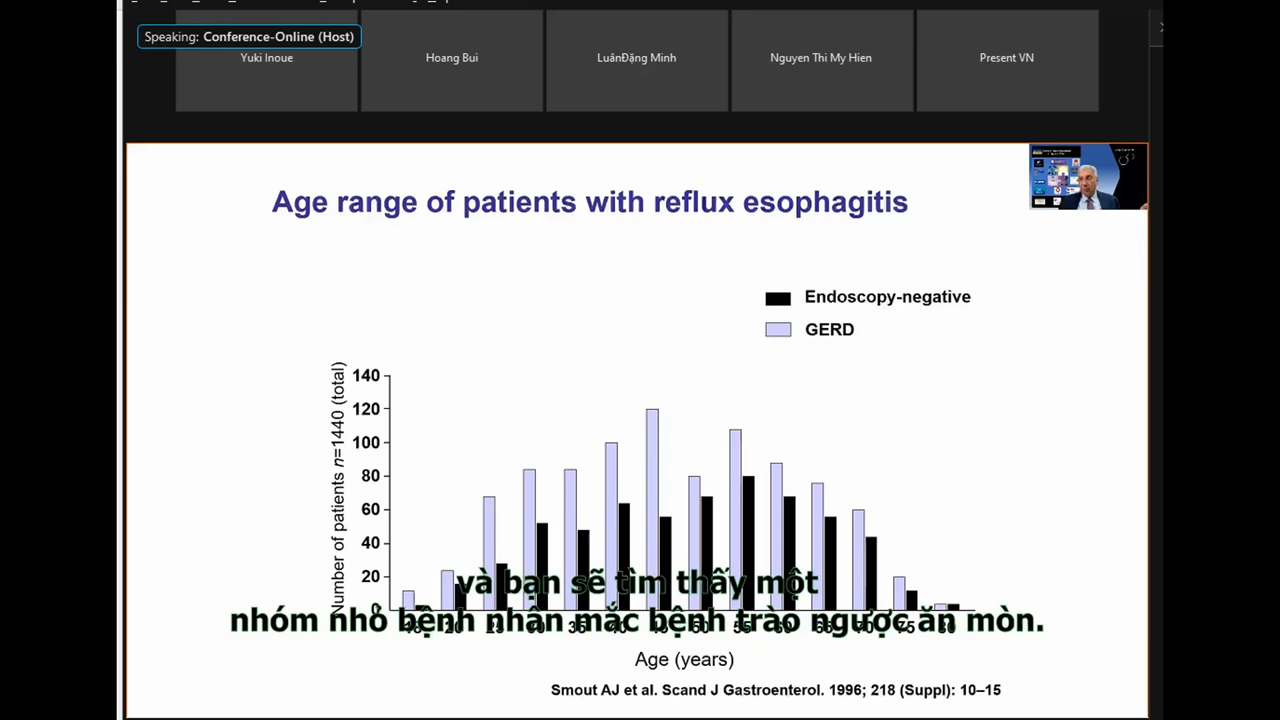 Speaking: Conference-Online (Host)
Yuki Inoue
Hoang Bui
LuânĐặng Minh
Nguyen Thi My Hien
Present VN
Age range of patients with reflux esophagitis
Endoscopy-negative
GERD
Number of patients n=1440 (total)
140
120
100
80
60
40
20
0
và bạn sẽ tìm thấy một
nhóm nhỏ bệnh nhân mắc bệnh trào ngược ăn mòn.
Age (years)
Smout AJ et al. Scand J Gastroenterol. 1996; 218 (Suppl): 10–15